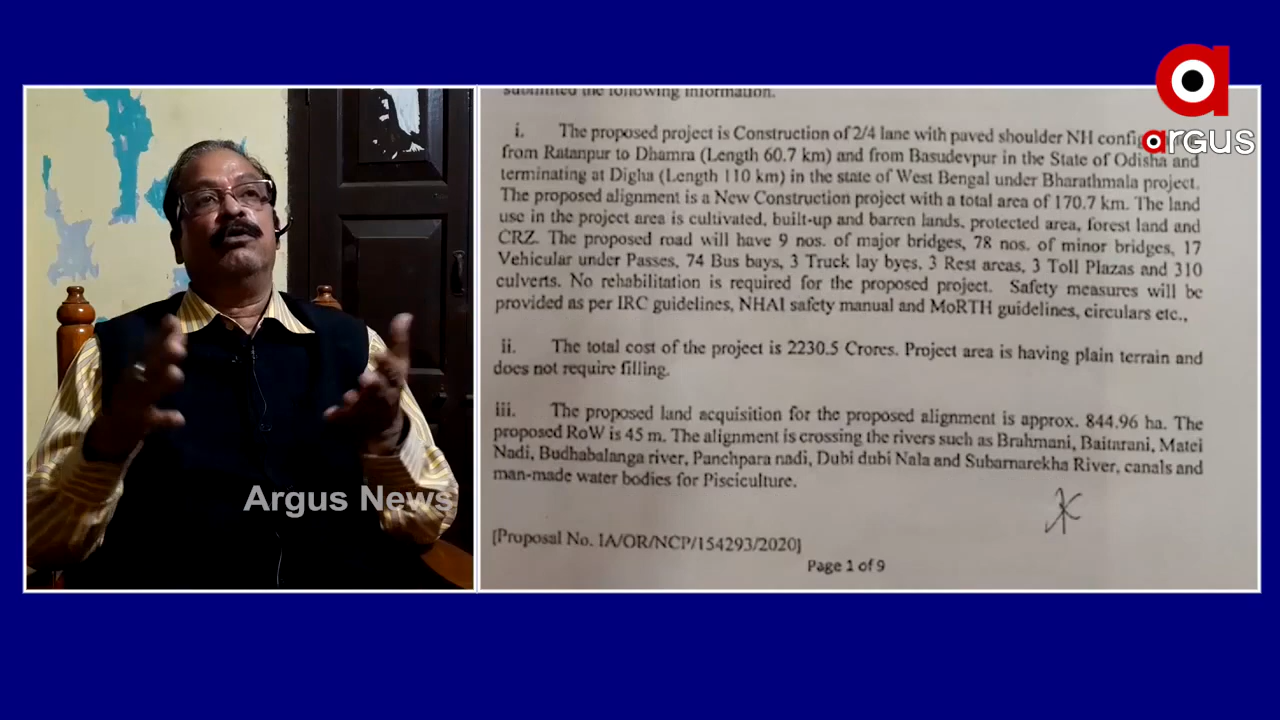 argus
Argus News
submitted the following information.
i. The proposed project is Construction of 2/4 lane with paved shoulder NH
from Ratanpur to Dhamra (Length 60.7 km) and from Basudevpur in the State of Odisha and
terminating at Digha (Length 110 km) in the state of West Bengal under Bharathmala project.
The proposed alignment is a New Construction project with a total area of 170.7 km. The land
use in the project area is cultivated, built-up and barren lands, protected area, forest land and
CRZ. The proposed road will have 9 nos. of major bridges, 78 nos. of minor bridges, 17
Vehicular under Passes, 74 Bus bays, 3 Truck lay byes, 3 Rest areas, 3 Toll Plazas and 310
culverts. No rehabilitation is required for the proposed project. Safety measures will be
provided as per IRC guidelines, NHAI safety manual and MoRTH guidelines, circulars etc.,
ii. The total cost of the project is 2230.5 Crores. Project area is having plain terrain and
does not require filling.
iii. The proposed land acquisition for the proposed alignment is approx. 844.96 ha. The
proposed RoW is 45 m. The alignment is crossing the rivers such as Brahmani, Baitarani, Matei
Nadi, Budhabalanga river, Panchpara nadi, Dubi dubi Nala and Subarnarekha River, canals and
man-made water bodies for Pisciculture.
[Proposal No. IA/OR/NCP/154293/2020]
Page 1 of 9